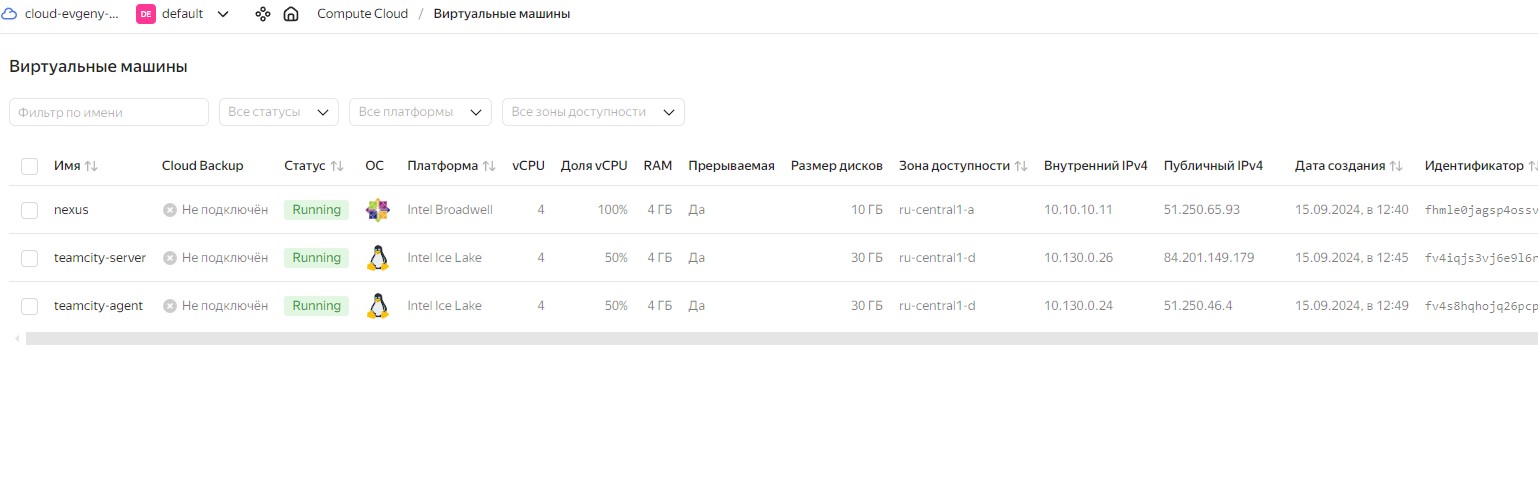 cloud-evgeny-... DE default Compute Cloud / Виртуальные машины
Виртуальные машины
Фильтр по имени Все статусы Все платформы Все зоны доступности
Имя Cloud Backup Статус ОС Платформа vCPU Доля vCPU RAM Прерываемая Размер дисков Зона доступности Внутренний IPv4 Публичный IPv4 Дата создания Идентификатор
nexus Не подключён Running Intel Broadwell 4 100% 4 ГБ Да 10 ГБ ru-central1-a 10.10.10.11 51.250.65.93 15.09.2024, в 12:40 fhmle0jagsp4ossv
teamcity-server Не подключён Running Intel Ice Lake 4 50% 4 ГБ Да 30 ГБ ru-central1-d 10.130.0.26 84.201.149.179 15.09.2024, в 12:45 fv4iqjs3vj6e9l6r
teamcity-agent Не подключён Running Intel Ice Lake 4 50% 4 ГБ Да 30 ГБ ru-central1-d 10.130.0.24 51.250.46.4 15.09.2024, в 12:49 fv4s8hqhojq26pcp